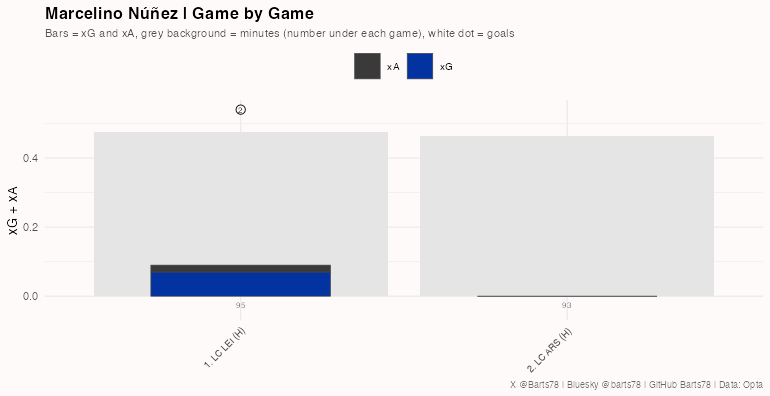 Marcelino Núñez | Game by Game
Bars = xG and xA, grey background = minutes (number under each game), white dot = goals
xA xG
2
xG + xA
0.4
0.2
0.0
95 93
1. LC LEI (H) 2. LC ARS (H)
X @Barts78 | Bluesky @barts78 | GitHub Barts78 | Data: Opta